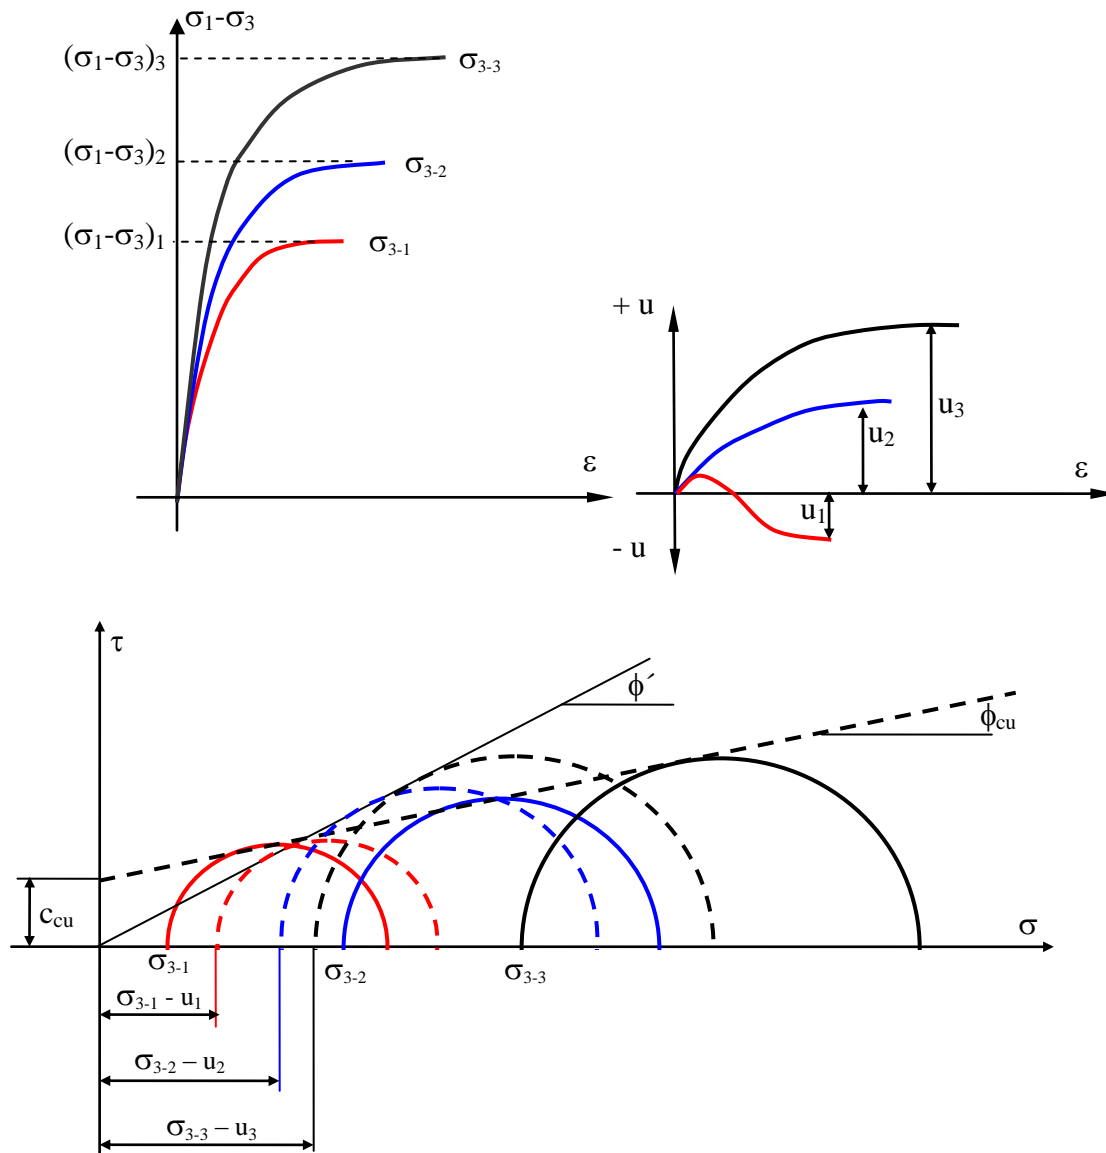 σ1-σ3
(σ1-σ3)3
σ3-3
(σ1-σ3)2
σ3-2
(σ1-σ3)1
σ3-1
ε
+ u
u3
u2
ε
u1
- u
τ
ϕ´
ϕcu
ccu
σ
σ3-1
σ3-2
σ3-3
σ3-1 - u1
σ3-2 – u2
σ3-3 – u3